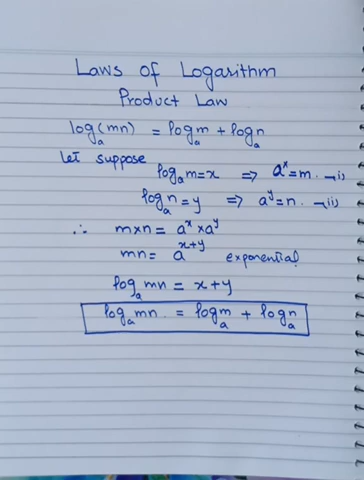 Laws of Logarithm
Product Law
logₐ(mn) = logₐm + logₐn
Let suppose
logₐm = x ⇒ aˣ = m. → i)
logₐn = y ⇒ aʸ = n. → ii)
∴ m×n = aˣ × aʸ
mn = aˣ⁺ʸ exponential
logₐmn = x+y
logₐmn. = logₐm + logₐn